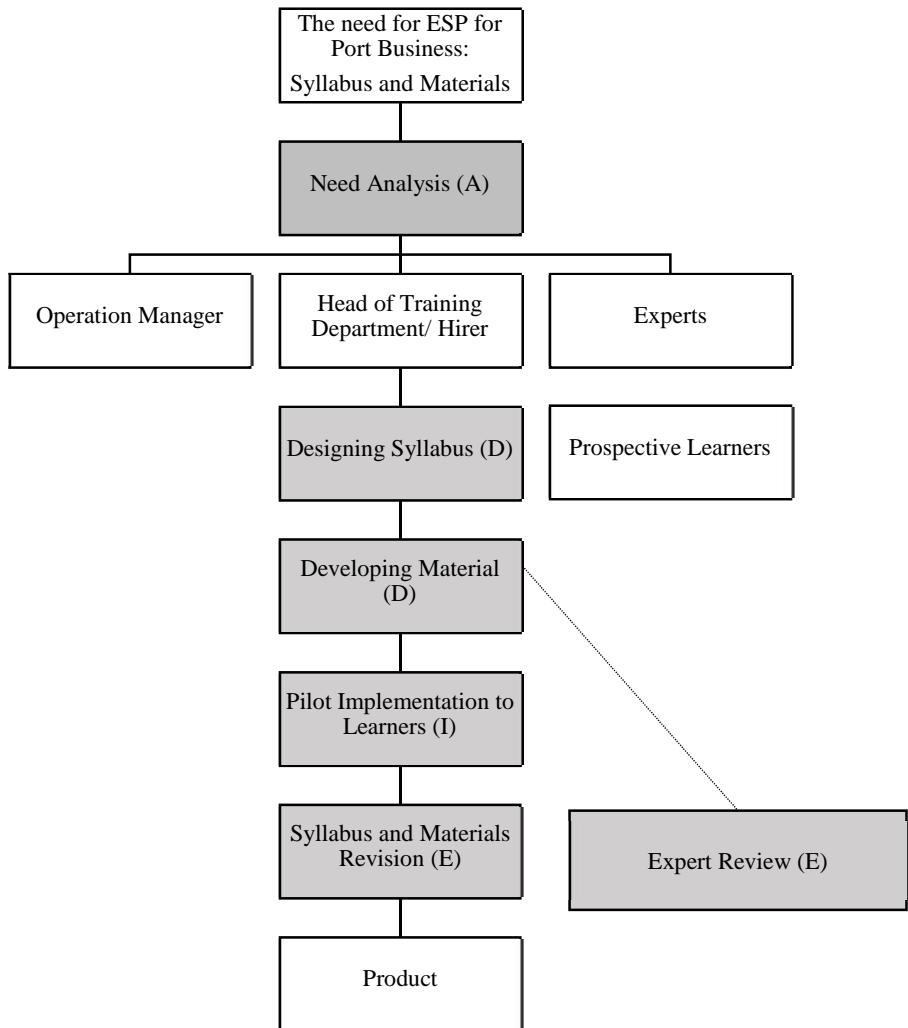 The need for ESP for
Port Business:
Syllabus and Materials
Need Analysis (A)
Operation Manager
Head of Training
Department/ Hirer
Experts
Designing Syllabus (D)
Prospective Learners
Developing Material
(D)
Pilot Implementation to
Learners (I)
Syllabus and Materials
Revision (E)
Expert Review (E)
Product